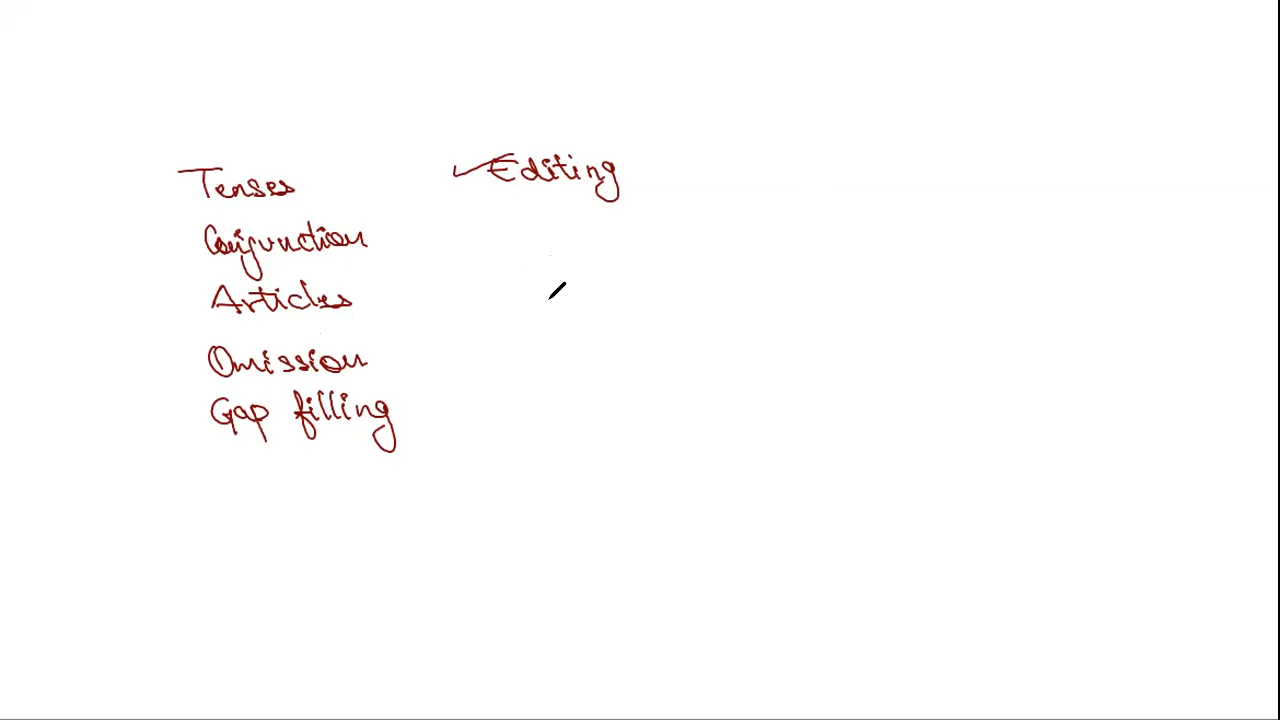 Tenses
Editing
Conjunction
Articles
Omission
Gap filling